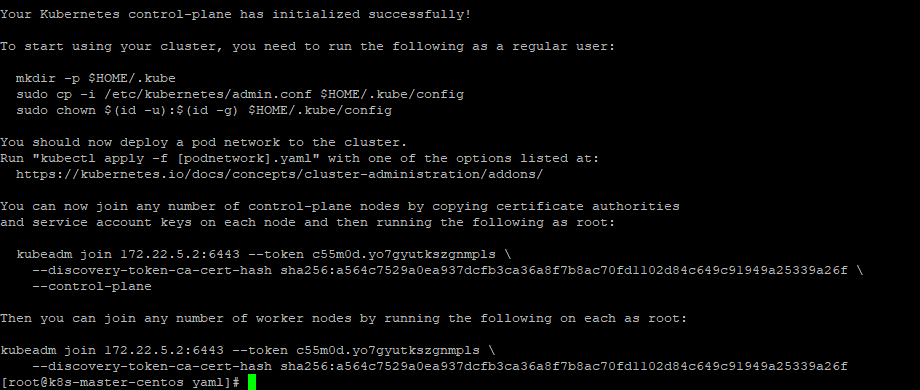 Your Kubernetes control-plane has initialized successfully!
To start using your cluster, you need to run the following as a regular user:
mkdir -p $HOME/.kube
sudo cp -i /etc/kubernetes/admin.conf $HOME/.kube/config
sudo chown $(id -u):$(id -g) $HOME/.kube/config
You should now deploy a pod network to the cluster.
Run "kubectl apply -f [podnetwork].yaml" with one of the options listed at:
https://kubernetes.io/docs/concepts/cluster-administration/addons/
You can now join any number of control-plane nodes by copying certificate authorities
and service account keys on each node and then running the following as root:
kubeadm join 172.22.5.2:6443 --token c55m0d.yo7gyutkszgnmpls \
--discovery-token-ca-cert-hash sha256:a564c7529a0ea937dcfb3ca36a8f7b8ac70fd1102d84c649c91949a25339a26f \
--control-plane
Then you can join any number of worker nodes by running the following on each as root:
kubeadm join 172.22.5.2:6443 --token c55m0d.yo7gyutkszgnmpls \
--discovery-token-ca-cert-hash sha256:a564c7529a0ea937dcfb3ca36a8f7b8ac70fd1102d84c649c91949a25339a26f
[root@k8s-master-centos yaml]#